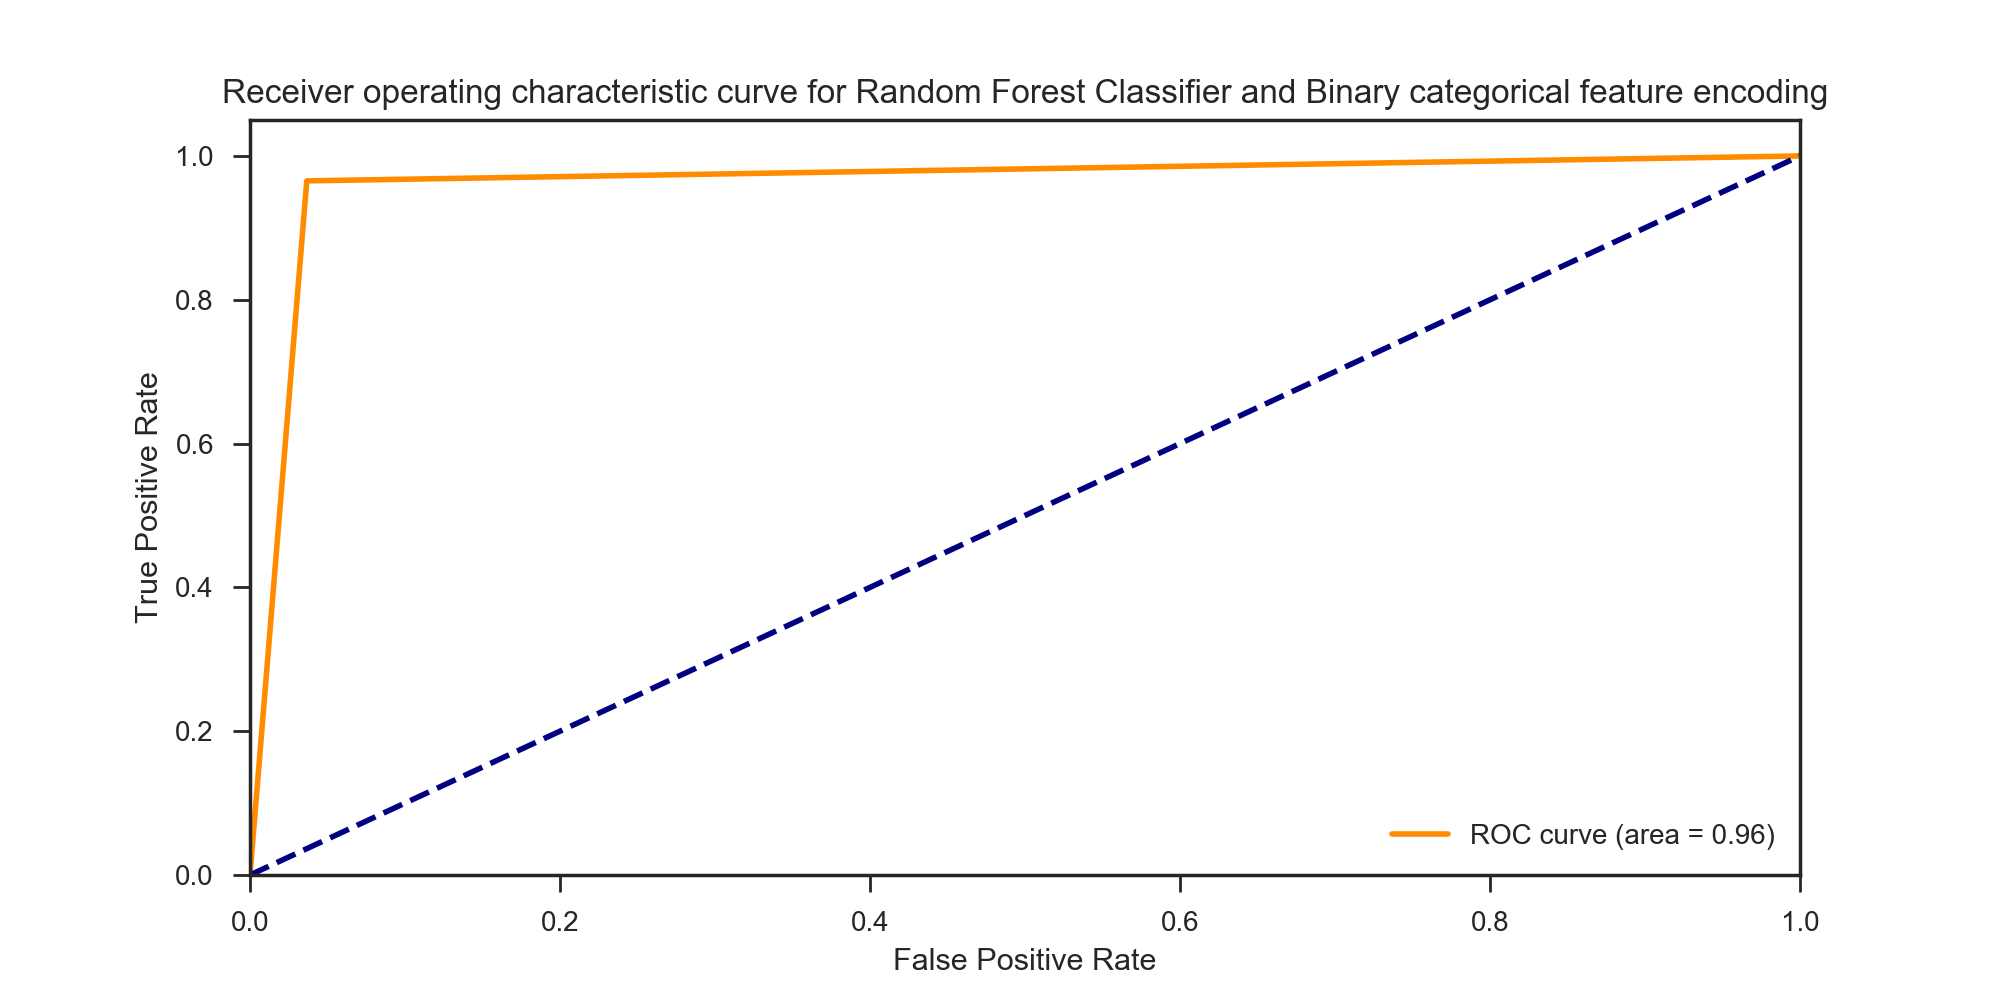 Receiver operating characteristic curve for Random Forest Classifier and Binary categorical feature encoding
1.0
0.8
0.6
0.4
0.2
0.0
True Positive Rate
ROC curve (area = 0.96)
0.0 0.2 0.4 0.6 0.8 1.0
False Positive Rate